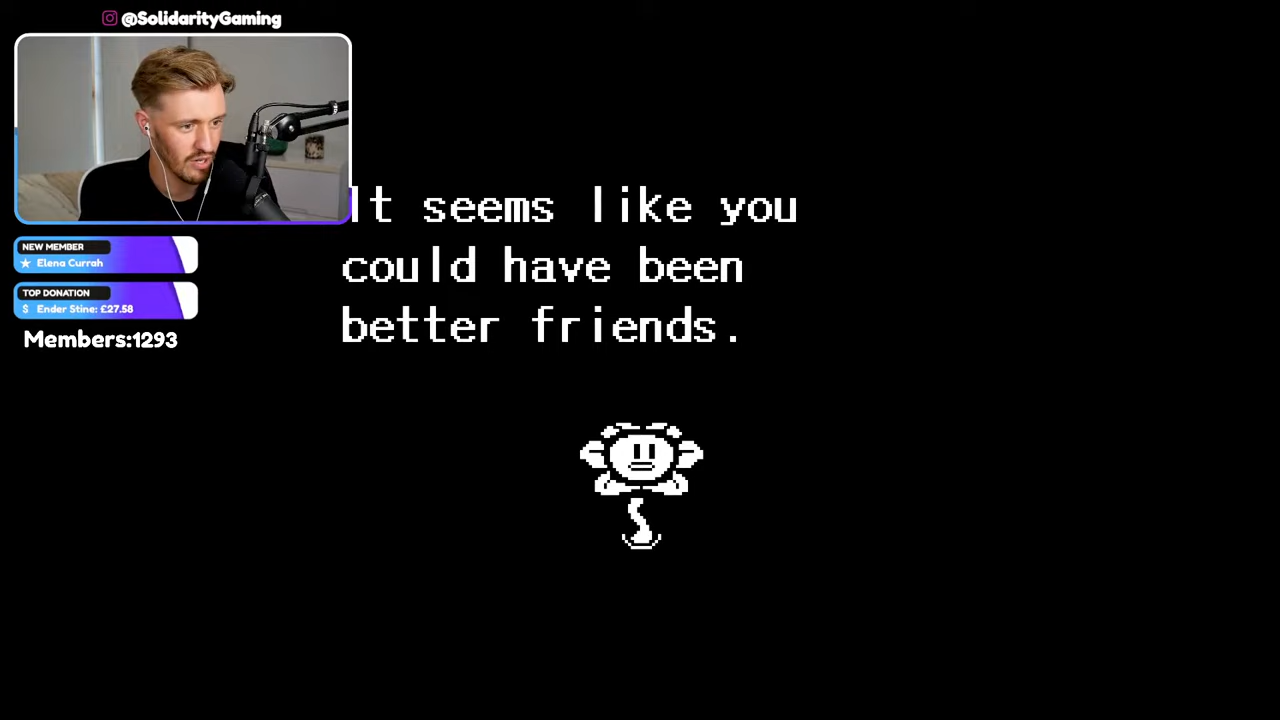 @SolidarityGaming
It seems like you
could have been
better friends.
NEW MEMBER
Elena Currah
TOP DONATION
$ Ender Stine: £27.58
Members:1293